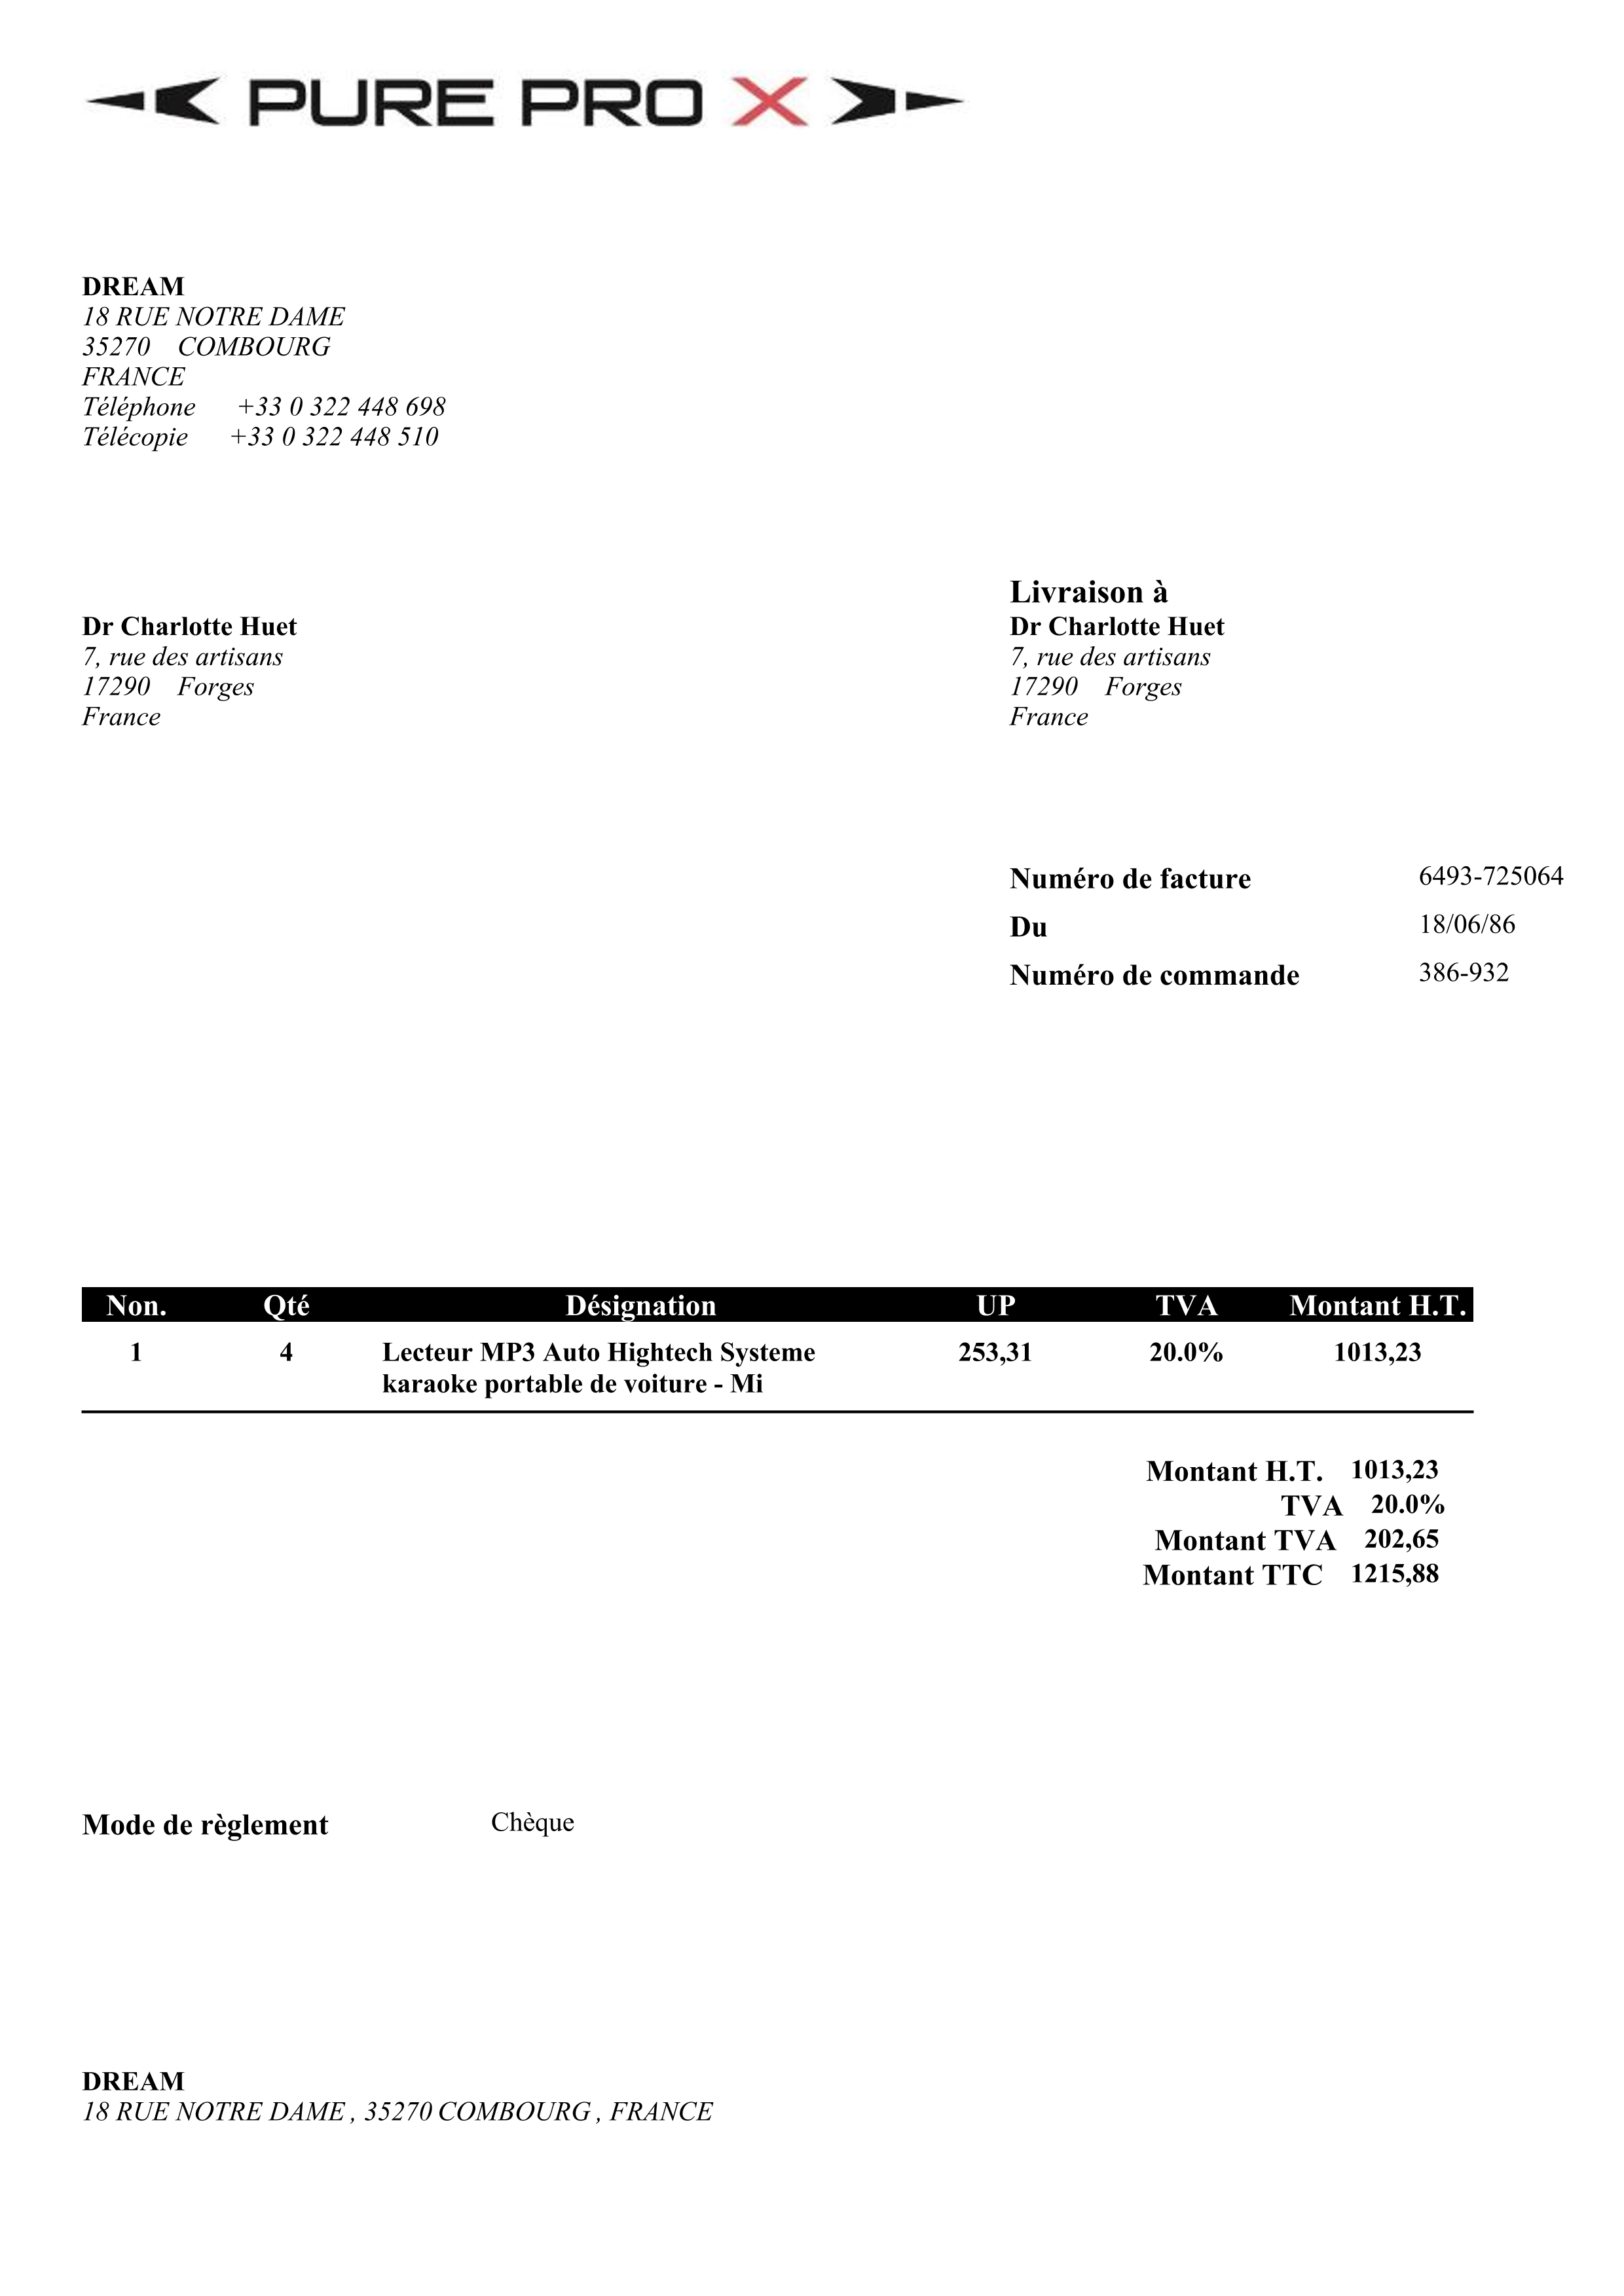 PURE PRO X
DREAM
18 RUE NOTRE DAME
35270 COMBOURG
FRANCE
Téléphone +33 0 322 448 698
Télécopie +33 0 322 448 510
Dr Charlotte Huet
7, rue des artisans
17290 Forges
France
Livraison à
Dr Charlotte Huet
7, rue des artisans
17290 Forges
France
Numéro de facture 6493-725064
Du 18/06/86
Numéro de commande 386-932
Non. Qté Désignation UP TVA Montant H.T.
1 4 Lecteur MP3 Auto Hightech Systeme 253,31 20.0% 1013,23
karaoke portable de voiture - Mi
Montant H.T. 1013,23
TVA 20.0%
Montant TVA 202,65
Montant TTC 1215,88
Mode de règlement Chèque
DREAM
18 RUE NOTRE DAME , 35270 COMBOURG , FRANCE